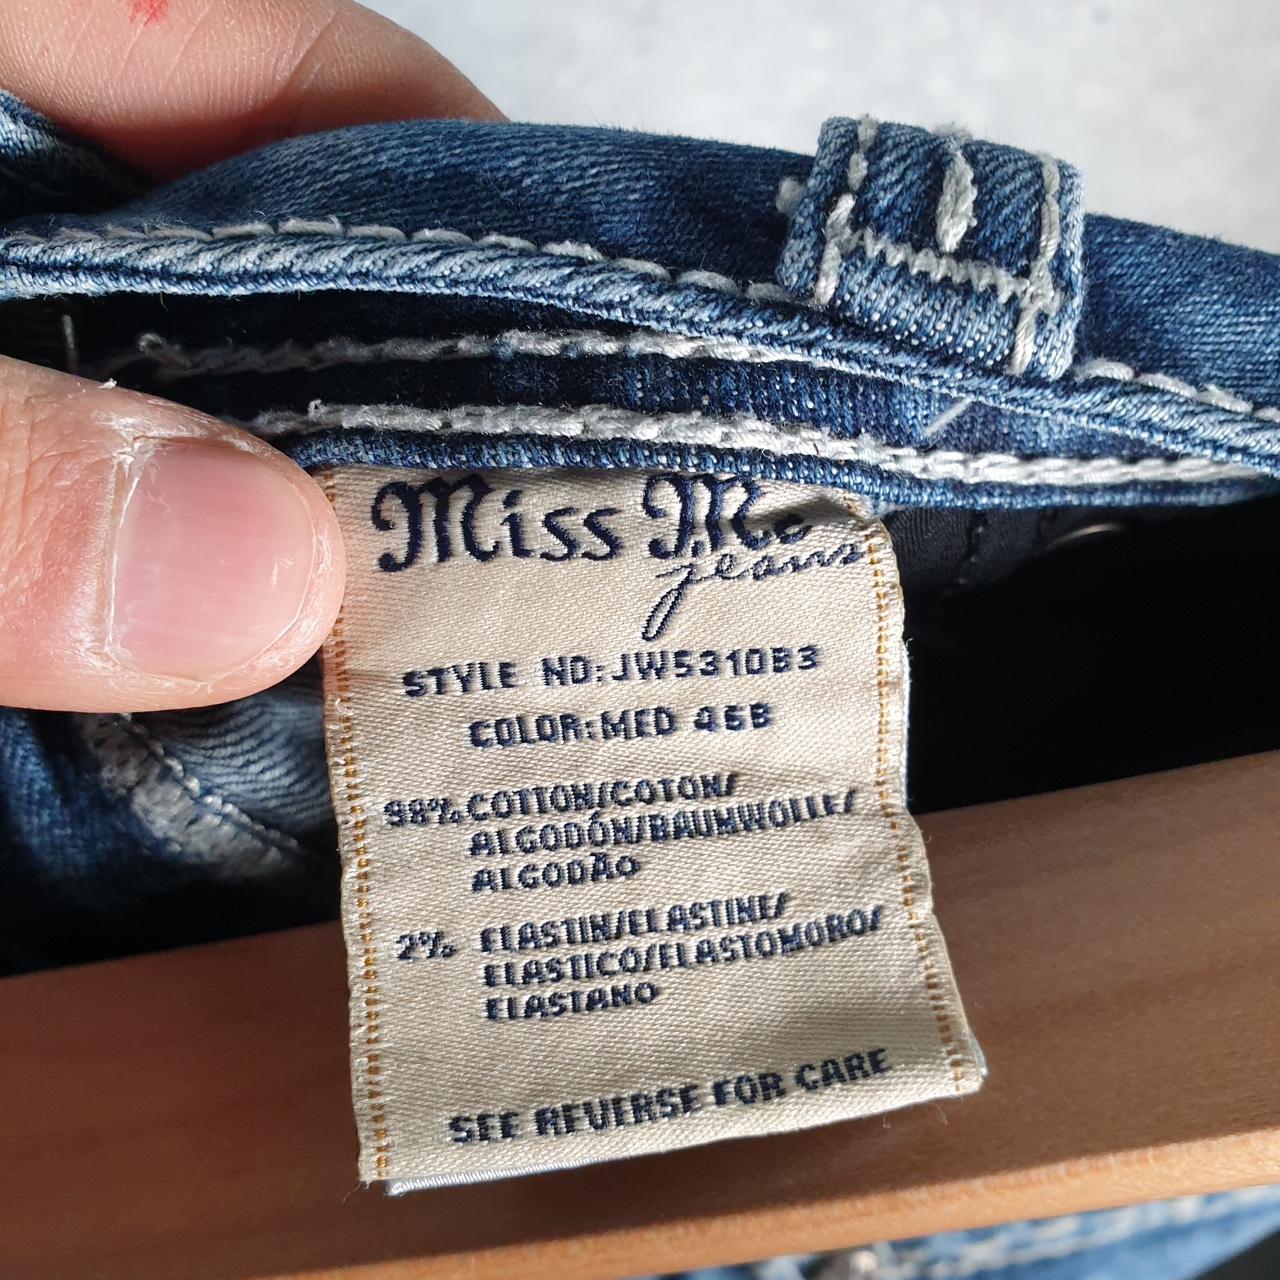 Miss Me
jeans
STYLE NO: JW5310B3
COLOR: MED 46B
98% COTTON/COTON/
ALGODÓN/BAUMWOLLE/
ALGODÃO
2% ELASTIN/ELASTINE/
ELASTICO/ELASTOMORO/
ELASTANO
SEE REVERSE FOR CARE